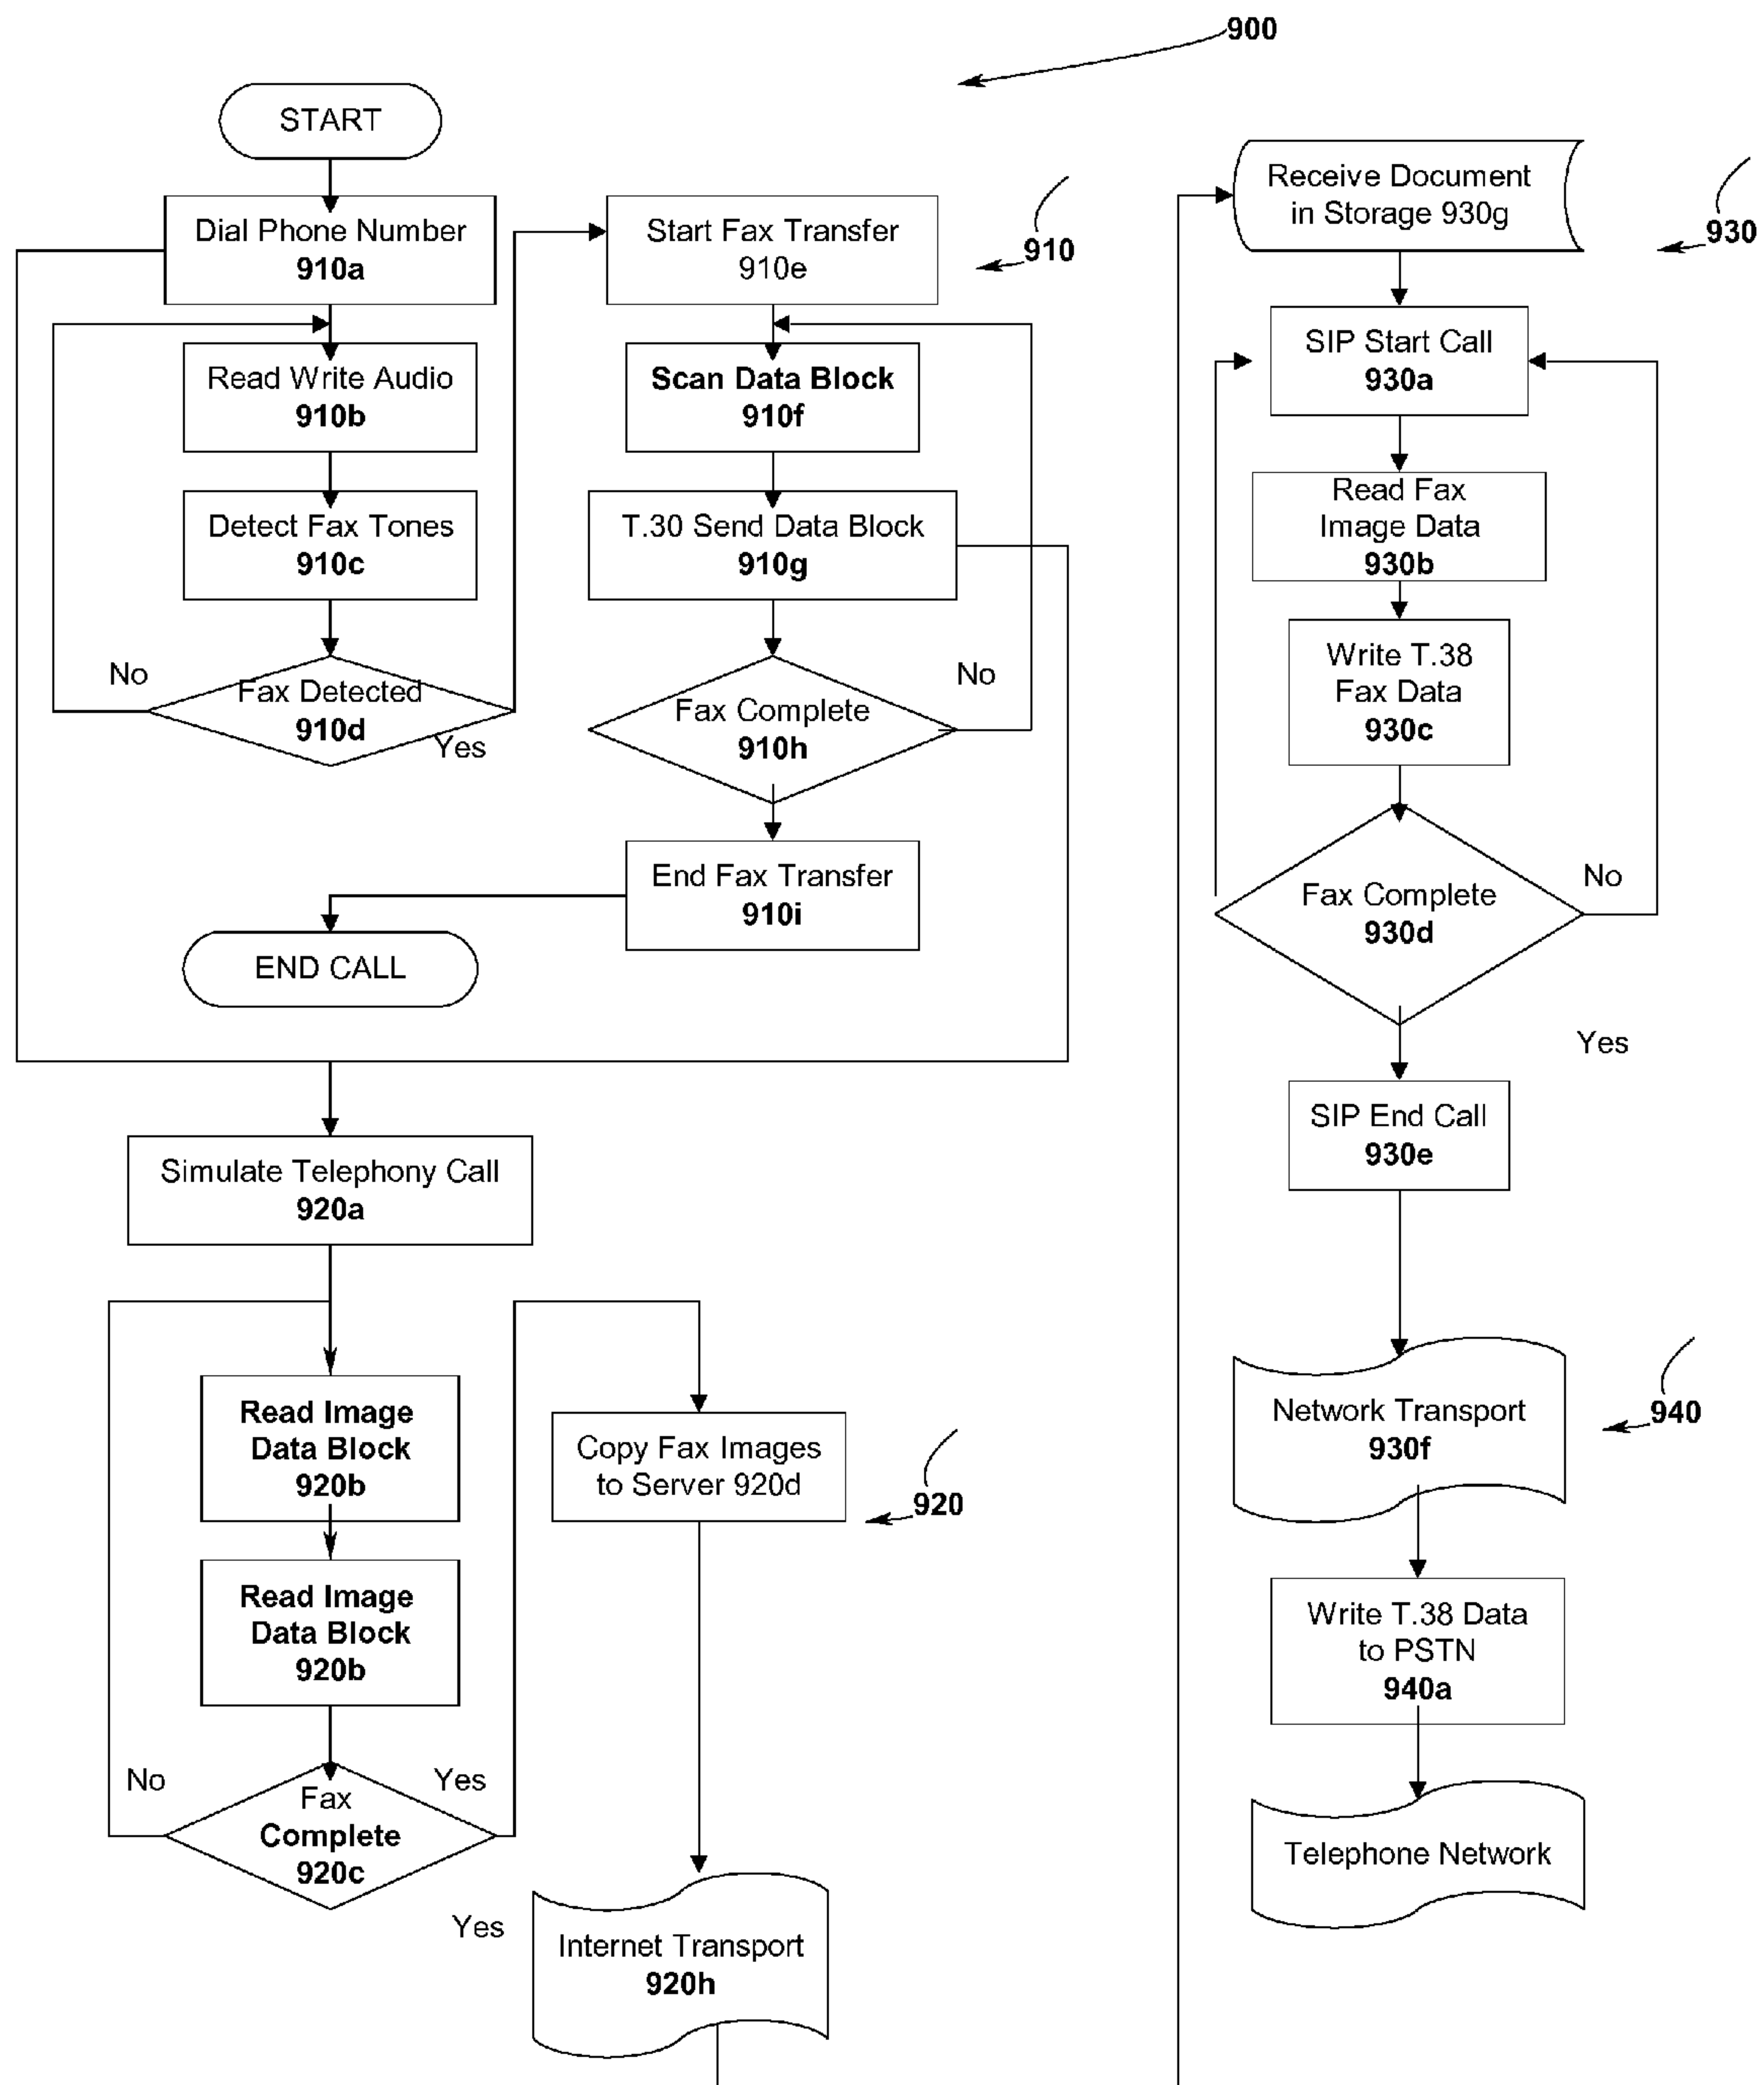 900
START
Dial Phone Number
910a
Read Write Audio
910b
Detect Fax Tones
910c
No
Fax Detected
910d
Yes
Start Fax Transfer
910e
910
Scan Data Block
910f
T.30 Send Data Block
910g
No
Fax Complete
910h
End Fax Transfer
910i
END CALL
Simulate Telephony Call
920a
Read Image
Data Block
920b
Read Image
Data Block
920b
No
Yes
Fax
Complete
920c
Copy Fax Images
to Server 920d
920
Yes
Internet Transport
920h
Receive Document
in Storage 930g
930
SIP Start Call
930a
Read Fax
Image Data
930b
Write T.38
Fax Data
930c
Fax Complete
930d
No
Yes
SIP End Call
930e
Network Transport
930f
940
Write T.38 Data
to PSTN
940a
Telephone Network